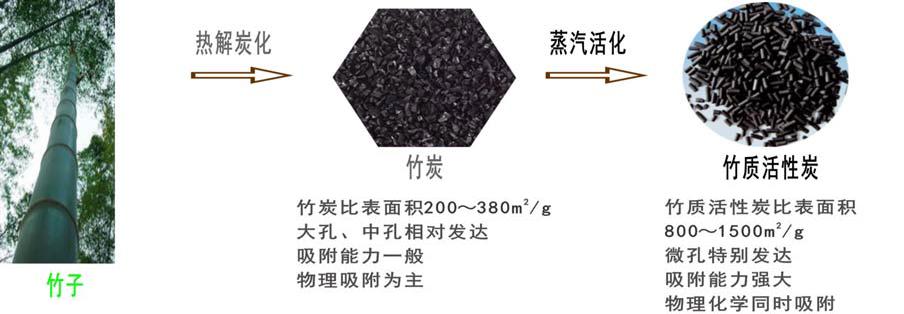 热解炭化
蒸汽活化
竹子
竹炭
竹质活性炭
竹炭比表面积200～380m²/g
大孔、中孔相对发达
吸附能力一般
物理吸附为主
竹质活性炭比表面积
800～1500m²/g
微孔特别发达
吸附能力强大
物理化学同时吸附